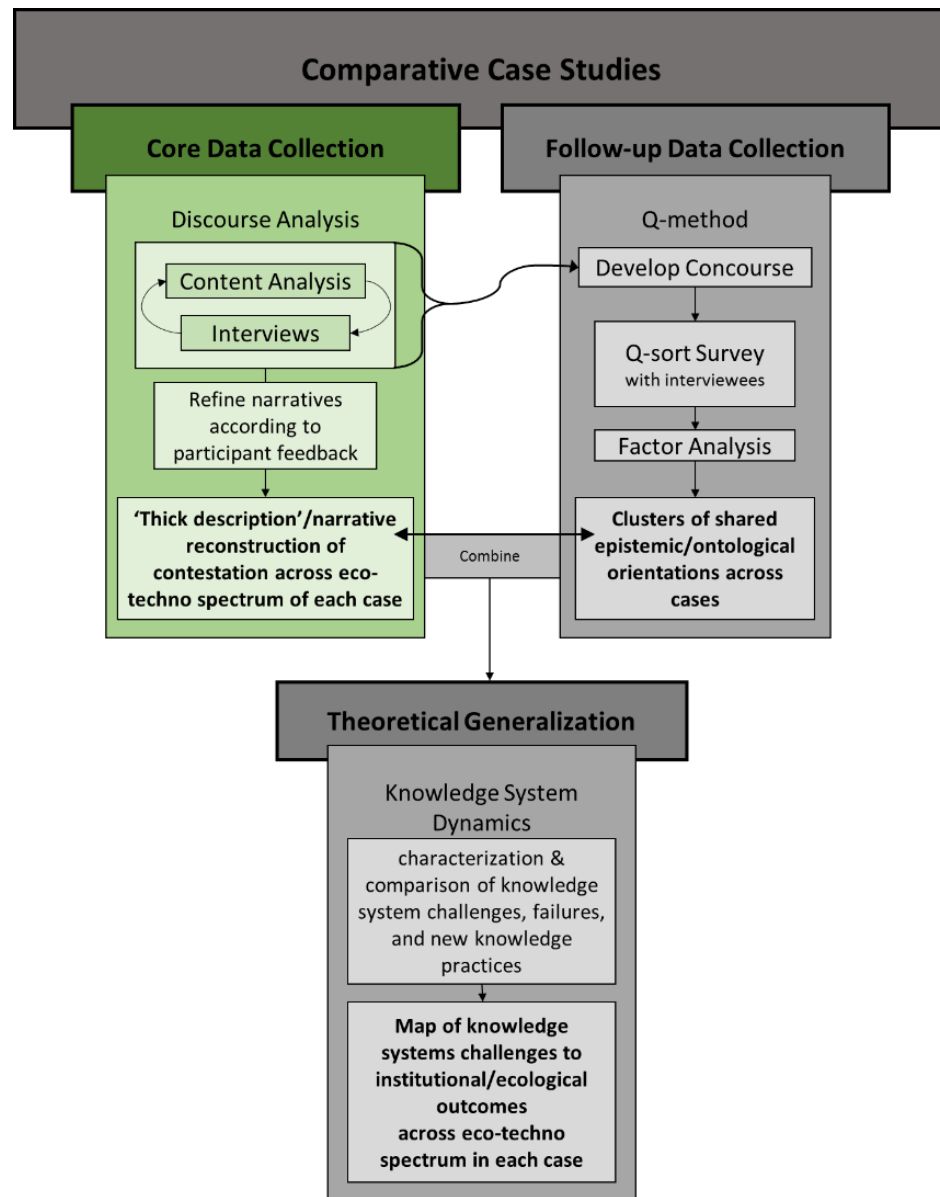 Comparative Case Studies
Core Data Collection
Discourse Analysis
Content Analysis
Interviews
Refine narratives
according to
participant feedback
‘Thick description’/narrative
reconstruction of
contestation across eco-
techno spectrum of each case
Follow-up Data Collection
Q-method
Develop Concourse
Q-sort Survey
with interviewees
Factor Analysis
Clusters of shared
epistemic/ontological
orientations across
cases
Combine
Theoretical Generalization
Knowledge System
Dynamics
characterization &
comparison of knowledge
system challenges, failures,
and new knowledge
practices
Map of knowledge
systems challenges to
institutional/ecological
outcomes
across eco-techno
spectrum in each case